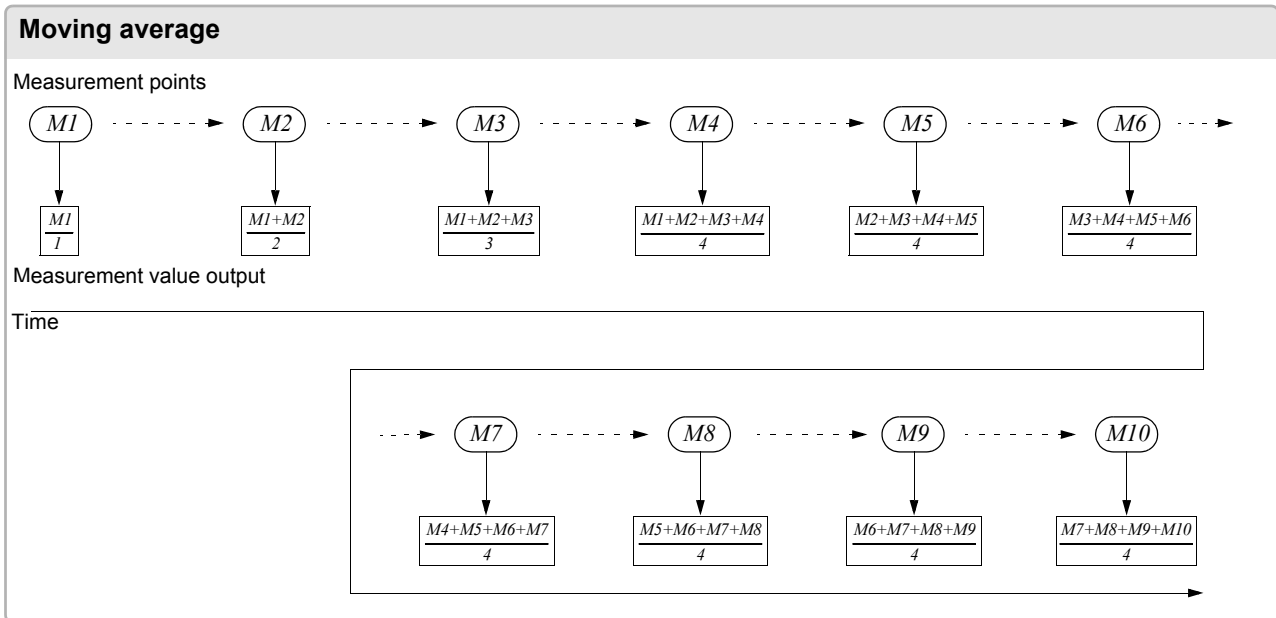 Moving average
Measurement points
M1 M2 M3 M4 M5 M6
M1 M1+M2 M1+M2+M3 M1+M2+M3+M4 M2+M3+M4+M5 M3+M4+M5+M6
1 2 3 4 4 4
Measurement value output
Time
M7 M8 M9 M10
M4+M5+M6+M7 M5+M6+M7+M8 M6+M7+M8+M9 M7+M8+M9+M10
4 4 4 4